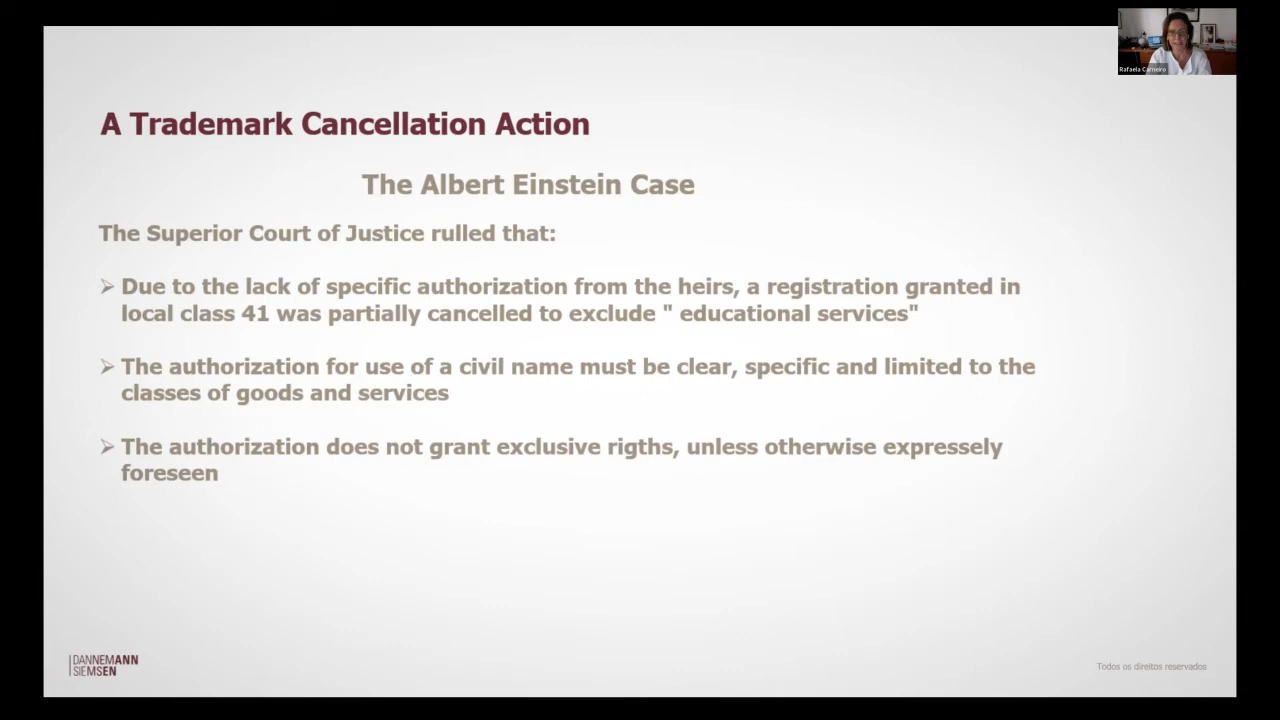 Rafaela Carneiro
A Trademark Cancellation Action
The Albert Einstein Case
The Superior Court of Justice rulled that:
Due to the lack of specific authorization from the heirs, a registration granted in
local class 41 was partially cancelled to exclude " educational services"
The authorization for use of a civil name must be clear, specific and limited to the
classes of goods and services
The authorization does not grant exclusive rigths, unless otherwise expressely
foreseen
DANNEMANN
SIEMSEN
Todos os direitos reservados